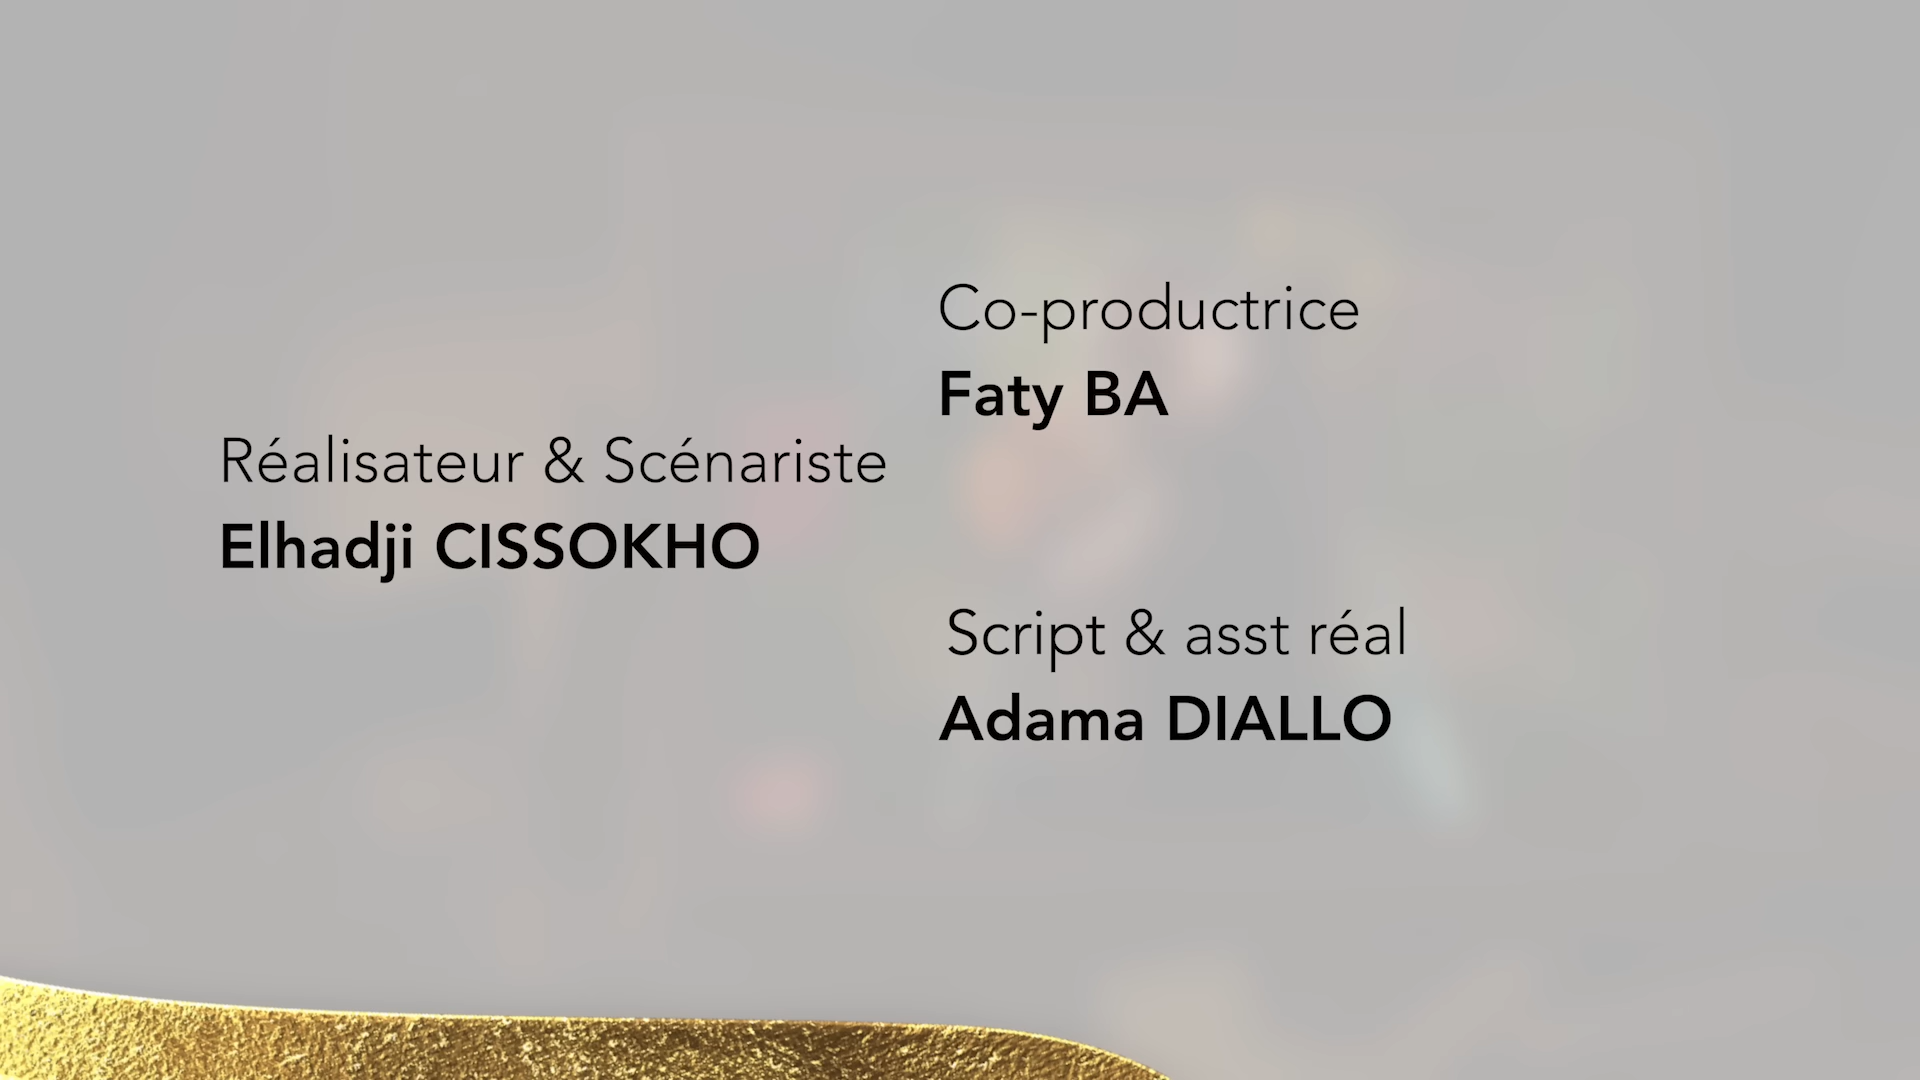 Réalisateur & Scénariste
Elhadji CISSOKHO
Co-productrice
Faty BA
Script & asst réal
Adama DIALLO